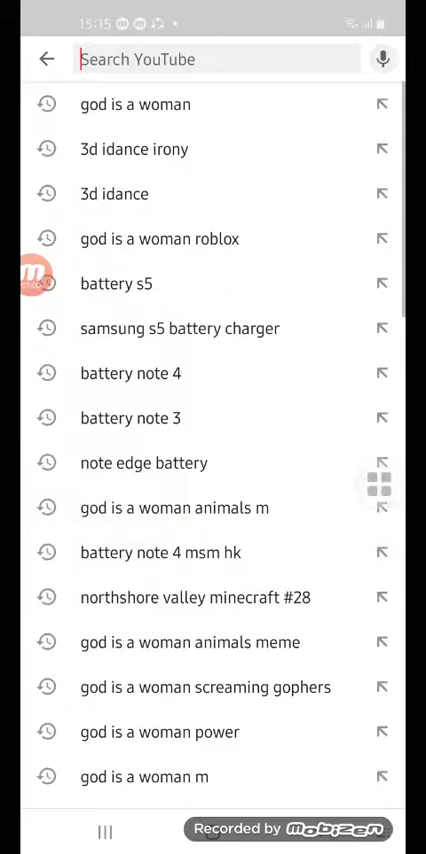 15:15
Search YouTube
god is a woman
3d idance irony
3d idance
god is a woman roblox
battery s5
samsung s5 battery charger
battery note 4
battery note 3
note edge battery
god is a woman animals m
battery note 4 msm hk
northshore valley minecraft #28
god is a woman animals meme
god is a woman screaming gophers
god is a woman power
god is a woman m
Recorded by mobizen